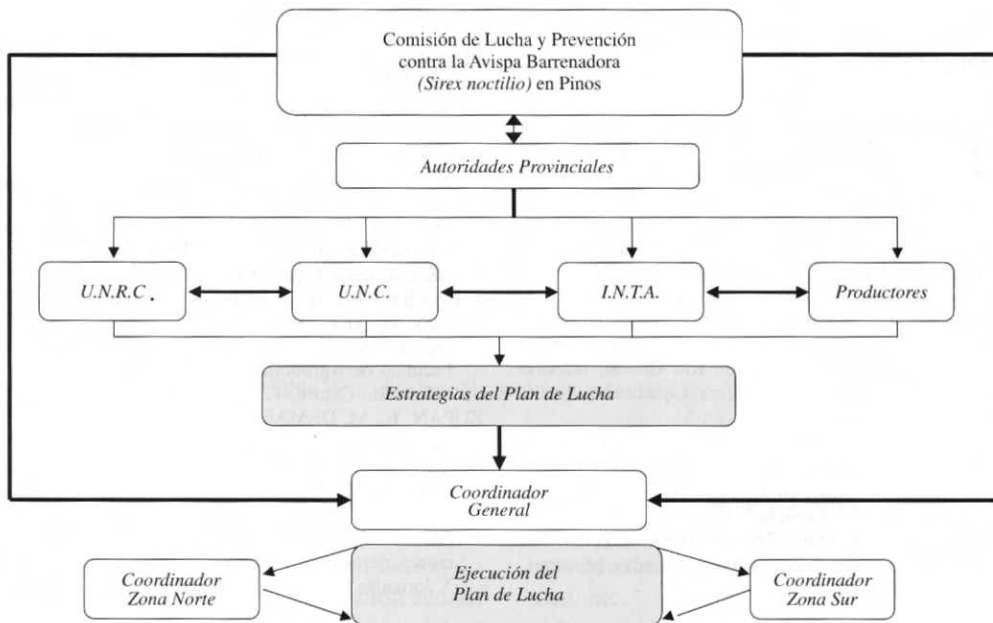 Comisión de Lucha y Prevención
contra la Avispa Barrenadora
(Sirex noctilio) en Pinos
Autoridades Provinciales
U.N.R.C.
U.N.C.
I.N.T.A.
Productores
Estrategias del Plan de Lucha
Coordinador
General
Coordinador
Zona Norte
Ejecución del
Plan de Lucha
Coordinador
Zona Sur